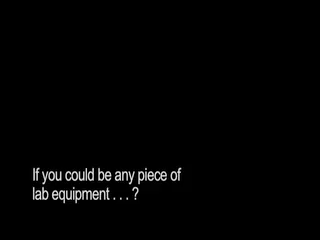 If you could be any piece of
lab equipment . . . ?